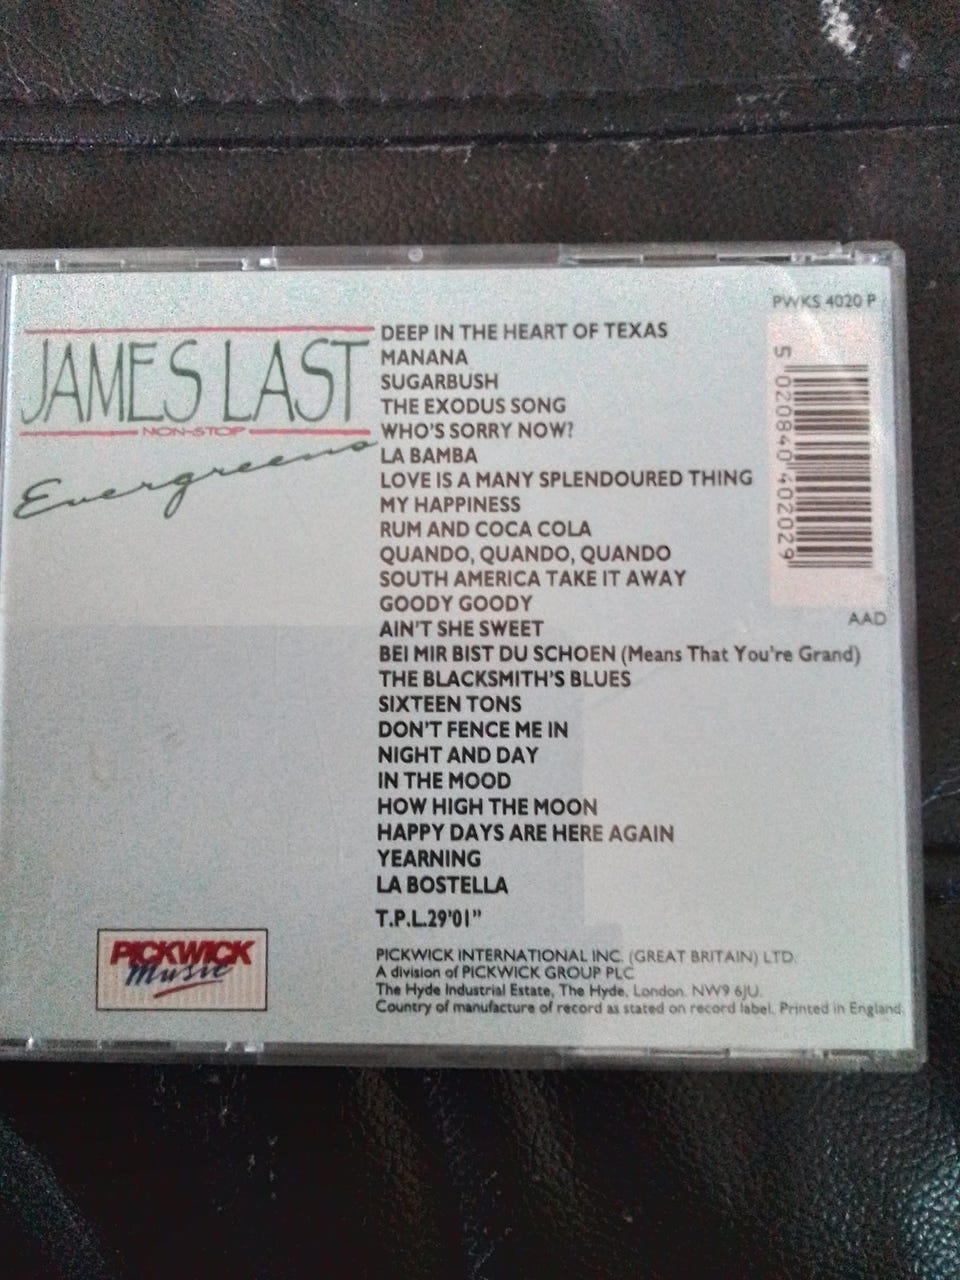 PWKS 4020 P
JAMES LAST
NON-STOP
Evergreens
DEEP IN THE HEART OF TEXAS
MANANA
SUGARBUSH
THE EXODUS SONG
WHO'S SORRY NOW?
LA BAMBA
LOVE IS A MANY SPLENDOURED THING
MY HAPPINESS
RUM AND COCA COLA
QUANDO, QUANDO, QUANDO
SOUTH AMERICA TAKE IT AWAY
GOODY GOODY
AIN'T SHE SWEET
BEI MIR BIST DU SCHOEN (Means That You're Grand)
THE BLACKSMITH'S BLUES
SIXTEEN TONS
DON'T FENCE ME IN
NIGHT AND DAY
IN THE MOOD
HOW HIGH THE MOON
HAPPY DAYS ARE HERE AGAIN
YEARNING
LA BOSTELLA
T.P.L.29'01"
5 020840 402029
AAD
PICKWICK
Music
PICKWICK INTERNATIONAL INC. (GREAT BRITAIN) LTD.
A division of PICKWICK GROUP PLC
The Hyde Industrial Estate, The Hyde, London. NW9 6JU.
Country of manufacture of record as stated on record label. Printed in England.